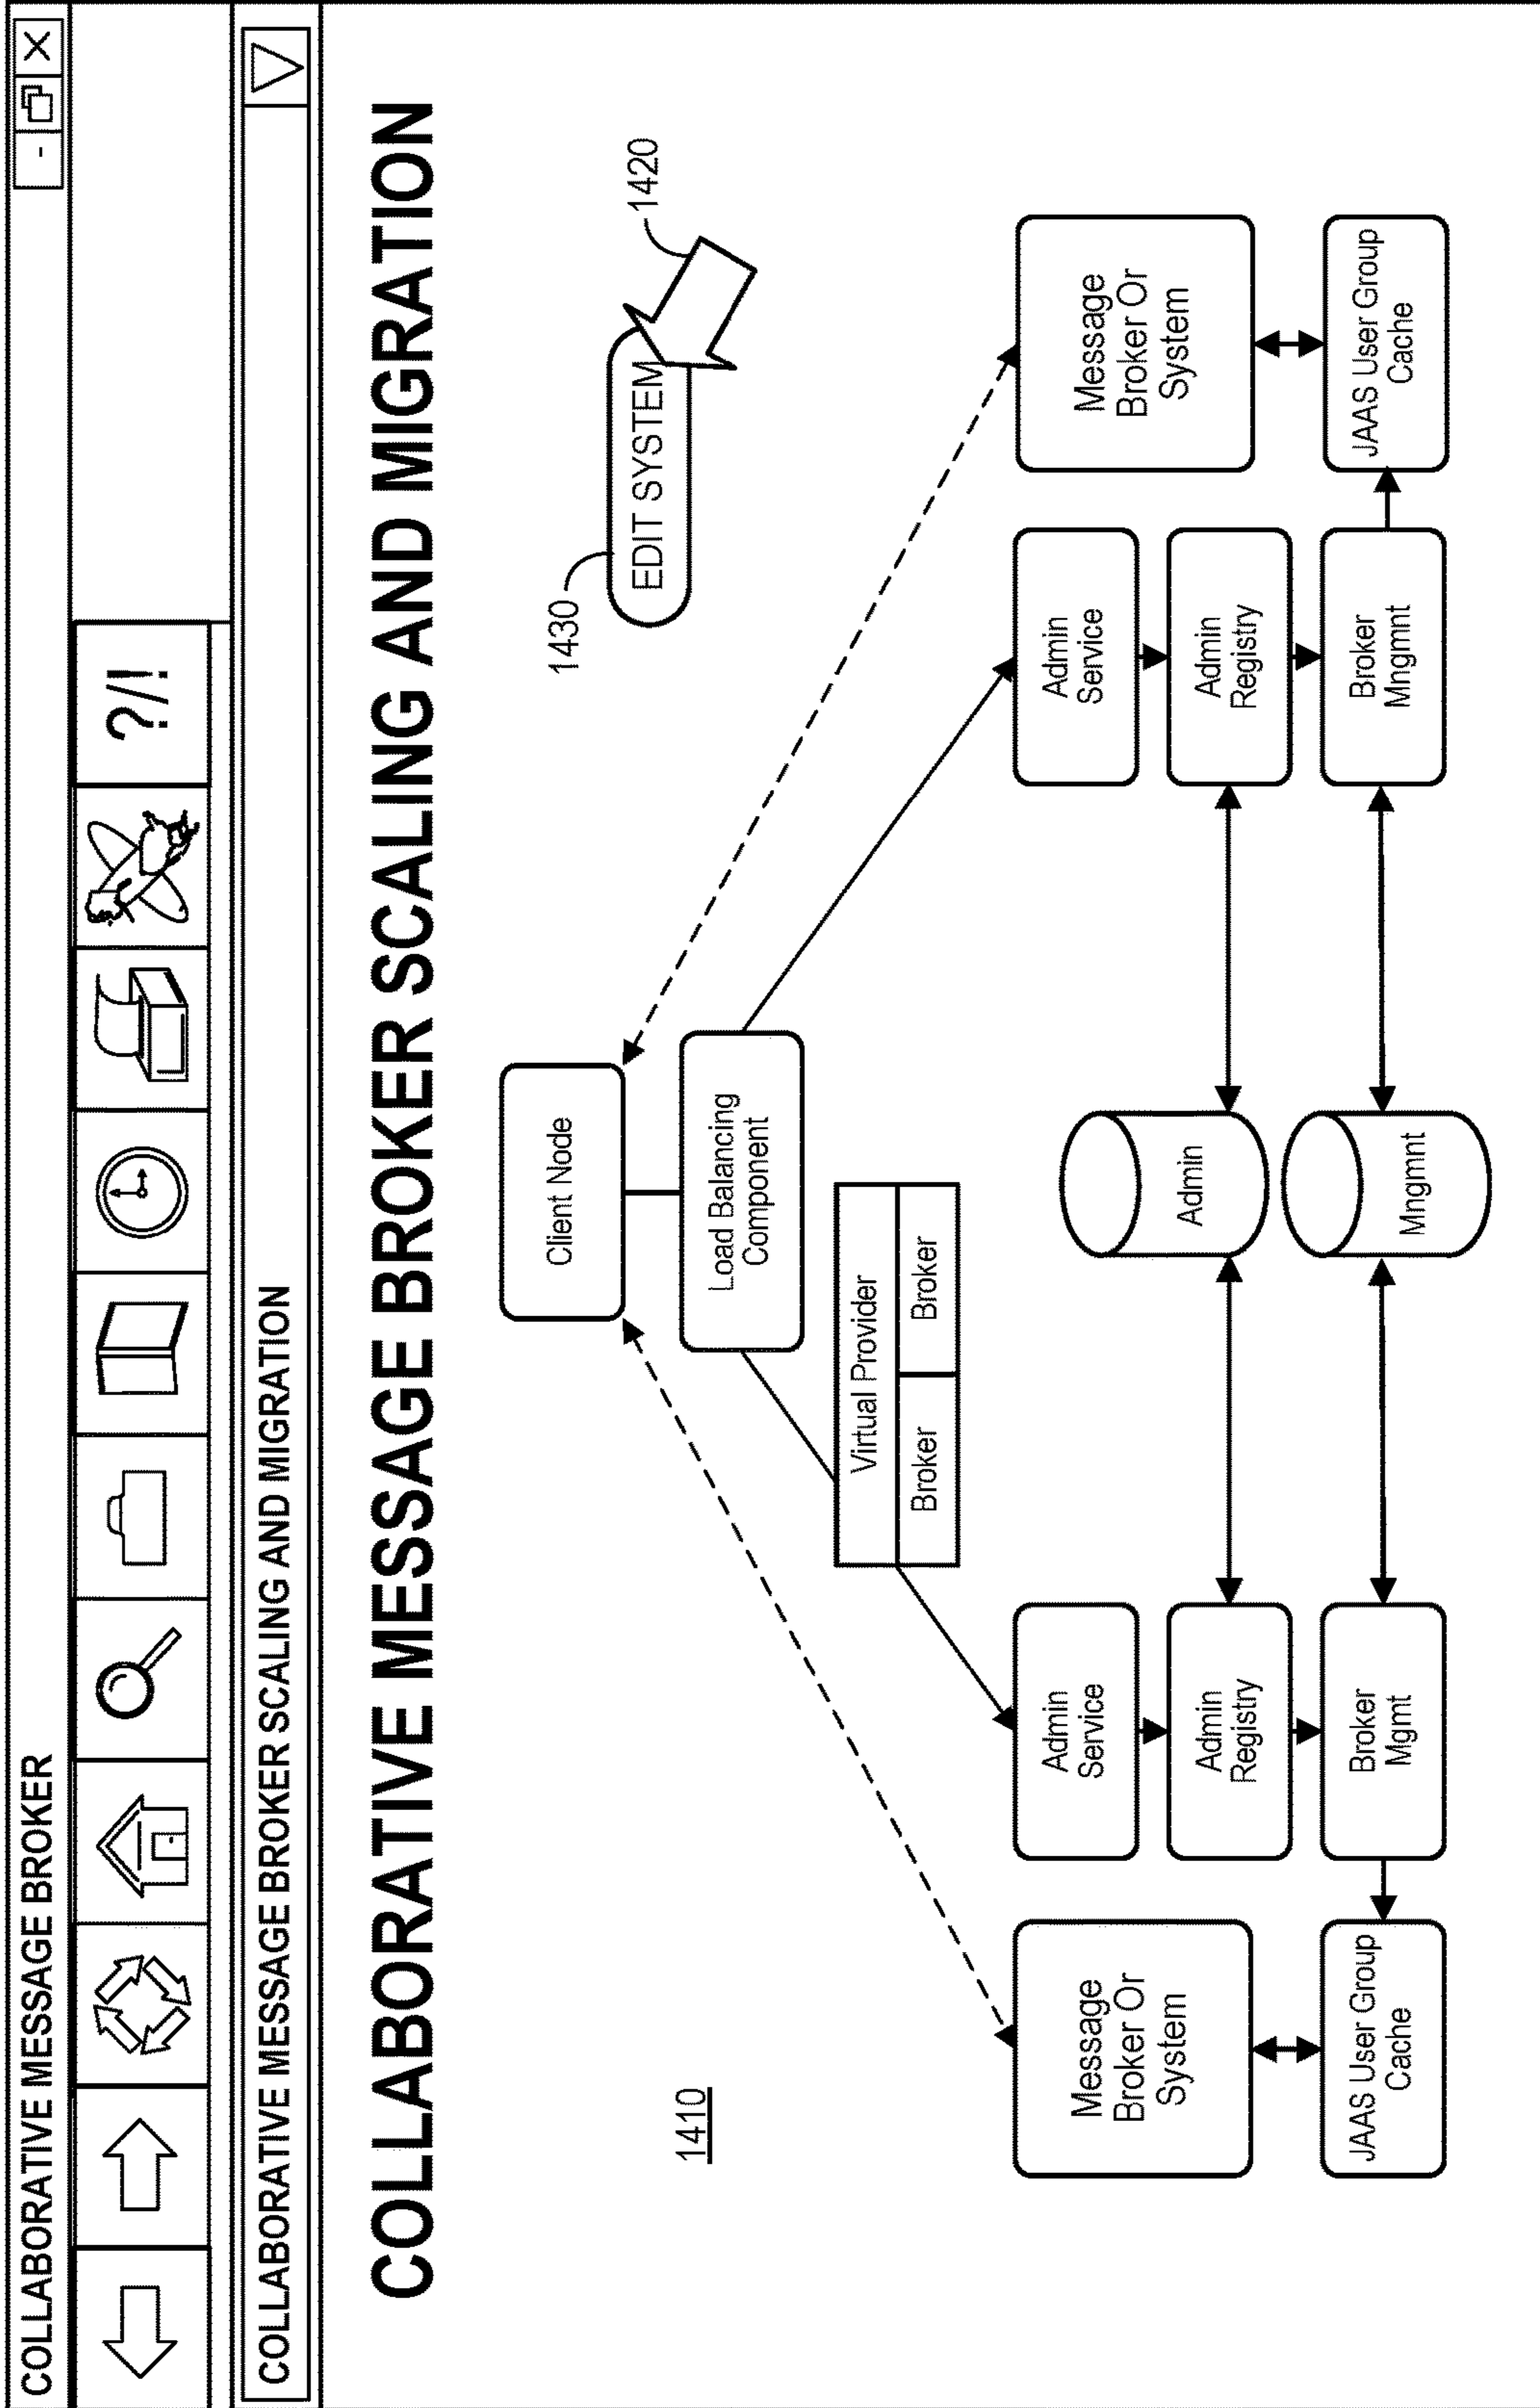 COLLABORATIVE MESSAGE BROKER
- X
?/!
COLLABORATIVE MESSAGE BROKER SCALING AND MIGRATION
COLLABORATIVE MESSAGE BROKER SCALING AND MIGRATION
1410
Client Node
1430
EDIT SYSTEM
1420
Load Balancing
Component
Virtual Provider
Broker
Broker
Message
Broker Or
System
JAAS User Group
Cache
Admin
Service
Admin
Registry
Broker
Mgmt
Admin
Mngmnt
Admin
Service
Admin
Registry
Broker
Mngmnt
Message
Broker Or
System
JAAS User Group
Cache